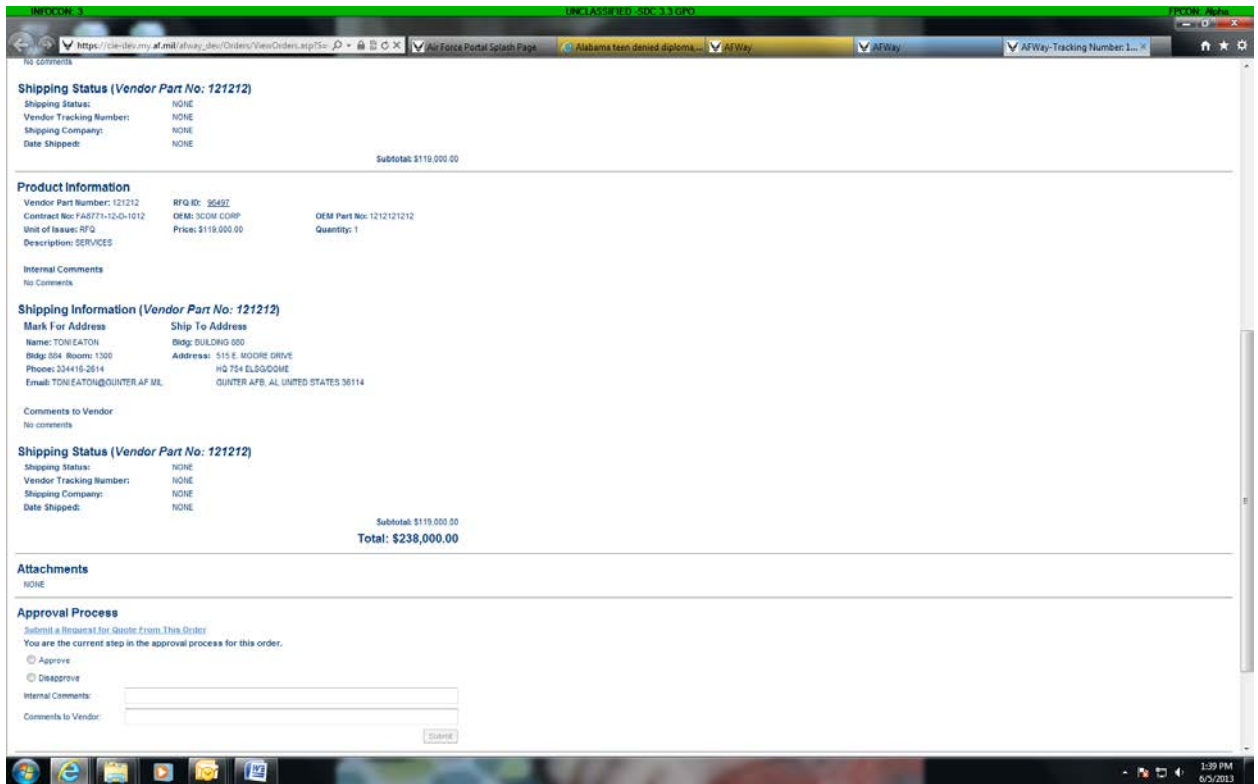 INFOCON: 3 UNCLASSIFIED -SDC 3.3 GPO FPCON: Alpha
https://cie-dev.my.af.mil/afway_dev/Orders/ViewOrders.asp?S= Air Force Portal Splash Page Alabama teen denied diploma,... AFWay AFWay AFWay-Tracking Number: 1...
No comments
Shipping Status (Vendor Part No: 121212)
Shipping Status: NONE
Vendor Tracking Number: NONE
Shipping Company: NONE
Date Shipped: NONE
Subtotal: $119,000.00
Product Information
Vendor Part Number: 121212 RFQ ID: 96497
Contract No: FA8771-12-D-1012 OEM: 3COM CORP OEM Part No: 1212121212
Unit of Issue: RFQ Price: $119,000.00 Quantity: 1
Description: SERVICES
Internal Comments
No Comments
Shipping Information (Vendor Part No: 121212)
Mark For Address Ship To Address
Name: TONI EATON Bldg: BUILDING 880
Bldg: 884 Room: 1300 Address: 515 E. MOORE DRIVE
Phone: 334416-2614 HQ 754 ELSG/DOME
Email: TONI.EATON@GUNTER.AF.MIL GUNTER AFB, AL UNITED STATES 36114
Comments to Vendor
No comments
Shipping Status (Vendor Part No: 121212)
Shipping Status: NONE
Vendor Tracking Number: NONE
Shipping Company: NONE
Date Shipped: NONE
Subtotal: $119,000.00
Total: $238,000.00
Attachments
NONE
Approval Process
Submit a Request for Quote From This Order
You are the current step in the approval process for this order.
Approve
Disapprove
Internal Comments:
Comments to Vendor:
Submit
1:39 PM
6/5/2013